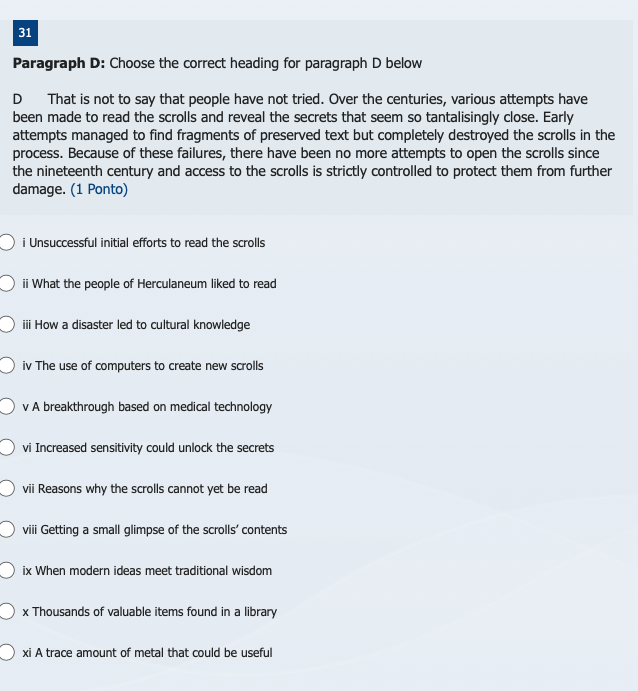 31
Paragraph D: Choose the correct heading for paragraph D below
D That is not to say that people have not tried. Over the centuries, various attempts have
been made to read the scrolls and reveal the secrets that seem so tantalisingly close. Early
attempts managed to find fragments of preserved text but completely destroyed the scrolls in the
process. Because of these failures, there have been no more attempts to open the scrolls since
the nineteenth century and access to the scrolls is strictly controlled to protect them from further
damage. (1 Ponto)
i Unsuccessful initial efforts to read the scrolls
ii What the people of Herculaneum liked to read
iii How a disaster led to cultural knowledge
iv The use of computers to create new scrolls
v A breakthrough based on medical technology
vi Increased sensitivity could unlock the secrets
vii Reasons why the scrolls cannot yet be read
viii Getting a small glimpse of the scrolls’ contents
ix When modern ideas meet traditional wisdom
x Thousands of valuable items found in a library
xi A trace amount of metal that could be useful